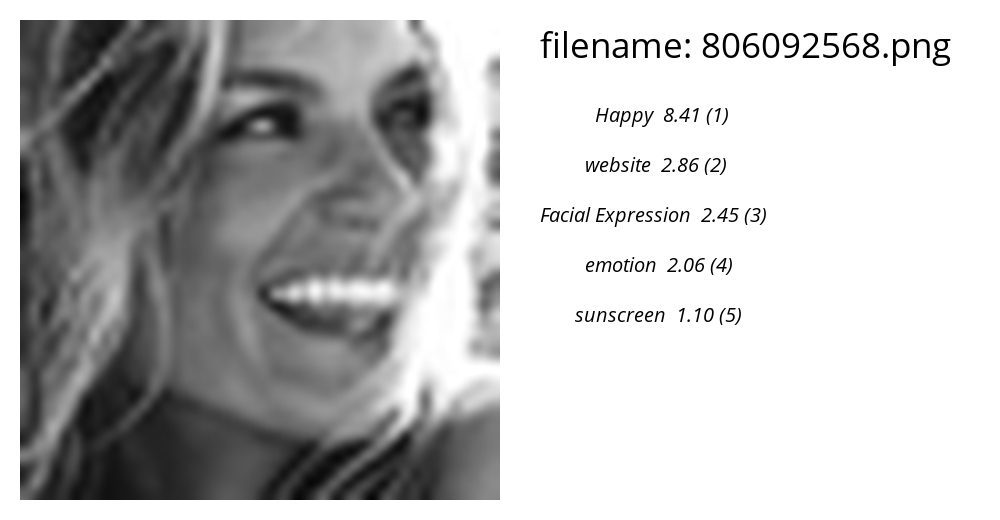 filename: 806092568.png
Happy 8.41 (1)
website 2.86 (2)
Facial Expression 2.45 (3)
emotion 2.06 (4)
sunscreen 1.10 (5)